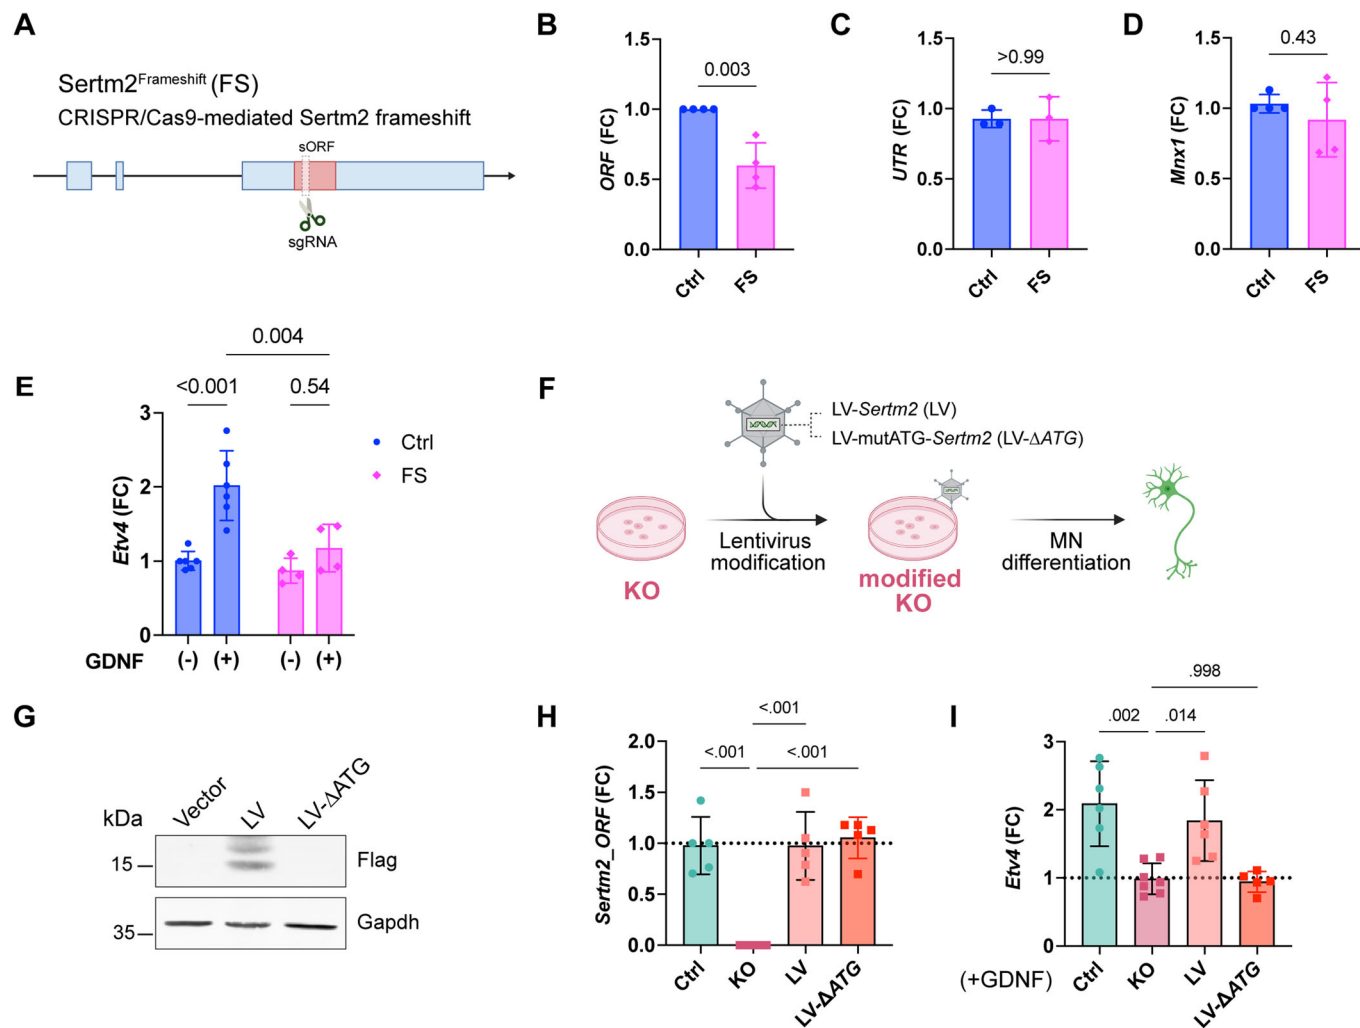 A
Sertm2Frameshift (FS)
CRISPR/Cas9-mediated Sertm2 frameshift
sORF
sgRNA
B
ORF (FC)
1.5
1.0
0.5
0.0
0.003
Ctrl
FS
C
UTR (FC)
1.5
1.0
0.5
0.0
>0.99
Ctrl
FS
D
Mnx1 (FC)
1.5
1.0
0.5
0.0
0.43
Ctrl
FS
E
0.004
<0.001
0.54
Etv4 (FC)
3
2
1
0
Ctrl
FS
GDNF
(-)
(+)
(-)
(+)
F
LV-Sertm2 (LV)
LV-mutATG-Sertm2 (LV-ΔATG)
KO
Lentivirus
modification
modified
KO
MN
differentiation
G
kDa
Vector
LV
LV-ΔATG
15
Flag
35
Gapdh
H
<.001
<.001
<.001
Sertm2_ORF (FC)
2.0
1.5
1.0
0.5
0.0
Ctrl
KO
LV
LV-ΔATG
I
.998
.002
.014
Etv4 (FC)
3
2
1
0
(+GDNF)
Ctrl
KO
LV
LV-ΔATG